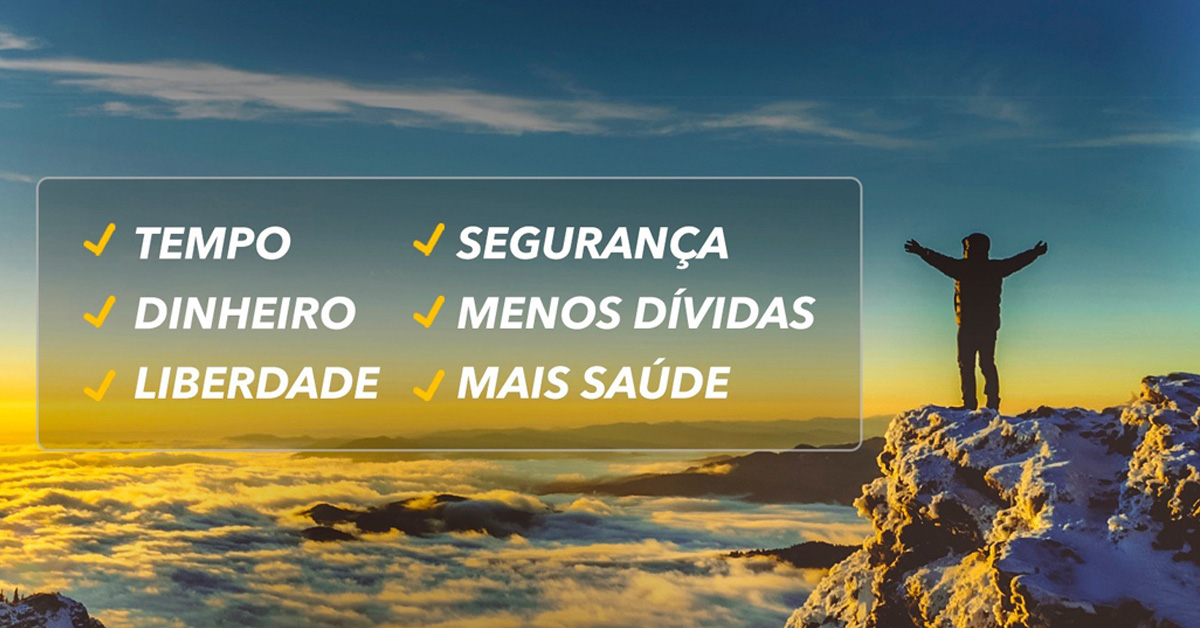 TEMPO
DINHEIRO
LIBERDADE
SEGURANÇA
MENOS DÍVIDAS
MAIS SAÚDE